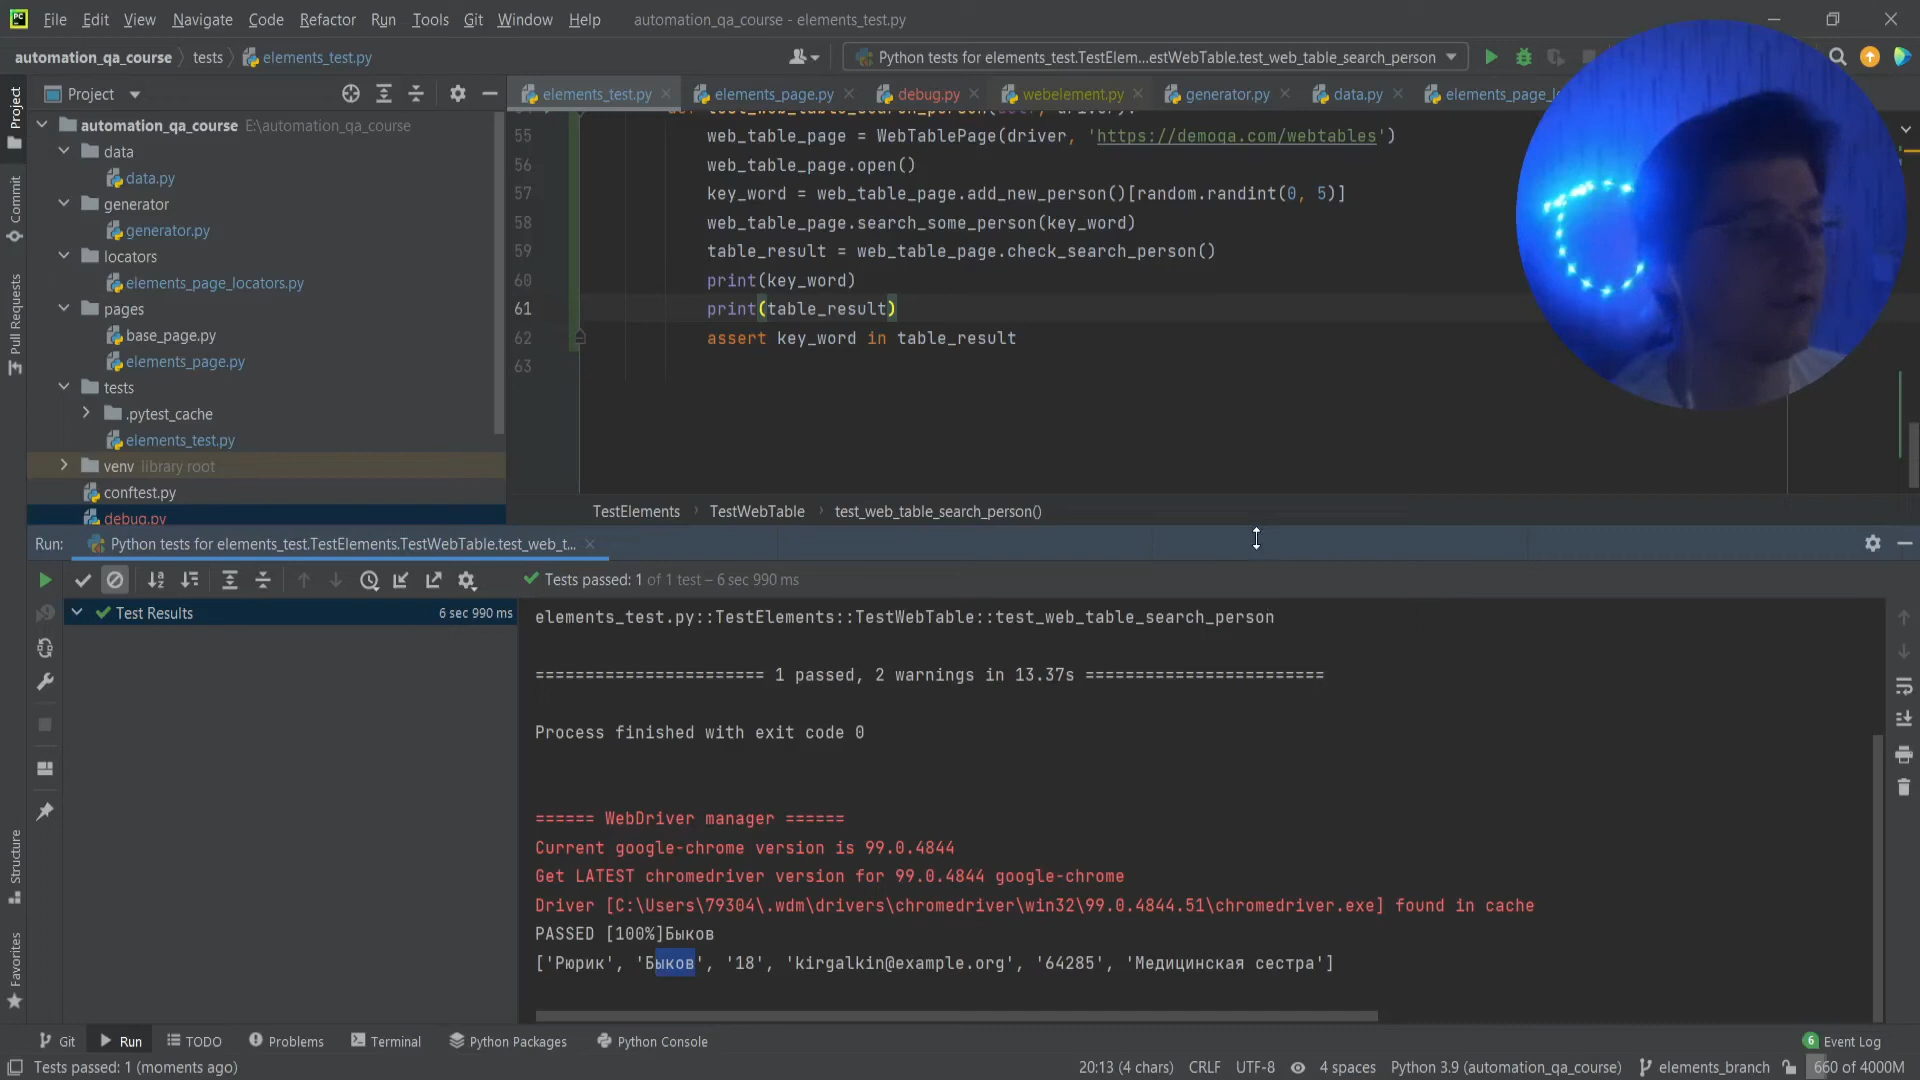 File Edit View Navigate Code Refactor Run Tools Git Window Help automation_qa_course - elements_test.py
automation_qa_course tests elements_test.py
Python tests for elements_test.TestElem...estWebTable.test_web_table_search_person
Project
elements_test.py elements_page.py debug.py webelement.py generator.py data.py
Project
Commit
Pull Requests
Structure
Favorites
automation_qa_course E:\automation_qa_course
data
data.py
generator
generator.py
locators
elements_page_locators.py
pages
base_page.py
elements_page.py
tests
.pytest_cache
elements_test.py
venv library root
conftest.py
debug.py
55 web_table_page = WebTablePage(driver, 'https://demoqa.com/webtables')
56 web_table_page.open()
57 key_word = web_table_page.add_new_person()[random.randint(0, 5)]
58 web_table_page.search_some_person(key_word)
59 table_result = web_table_page.check_search_person()
60 print(key_word)
61 print(table_result)
62 assert key_word in table_result
63
TestElements TestWebTable test_web_table_search_person()
Run: Python tests for elements_test.TestElements.TestWebTable.test_web_t...
Tests passed: 1 of 1 test – 6 sec 990 ms
Test Results 6 sec 990 ms
elements_test.py::TestElements::TestWebTable::test_web_table_search_person
======================= 1 passed, 2 warnings in 13.37s ========================
Process finished with exit code 0
====== WebDriver manager ======
Current google-chrome version is 99.0.4844
Get LATEST chromedriver version for 99.0.4844 google-chrome
Driver [C:\Users\79304\.wdm\drivers\chromedriver\win32\99.0.4844.51\chromedriver.exe] found in cache
PASSED [100%]Быков
['Рюрик', 'Быков', '18', 'kirgalkin@example.org', '64285', 'Медицинская сестра']
Git Run TODO Problems Terminal Python Packages Python Console 6 Event Log
Tests passed: 1 (moments ago) 20:13 (4 chars) CRLF UTF-8 4 spaces Python 3.9 (automation_qa_course) elements_branch 660 of 4000M